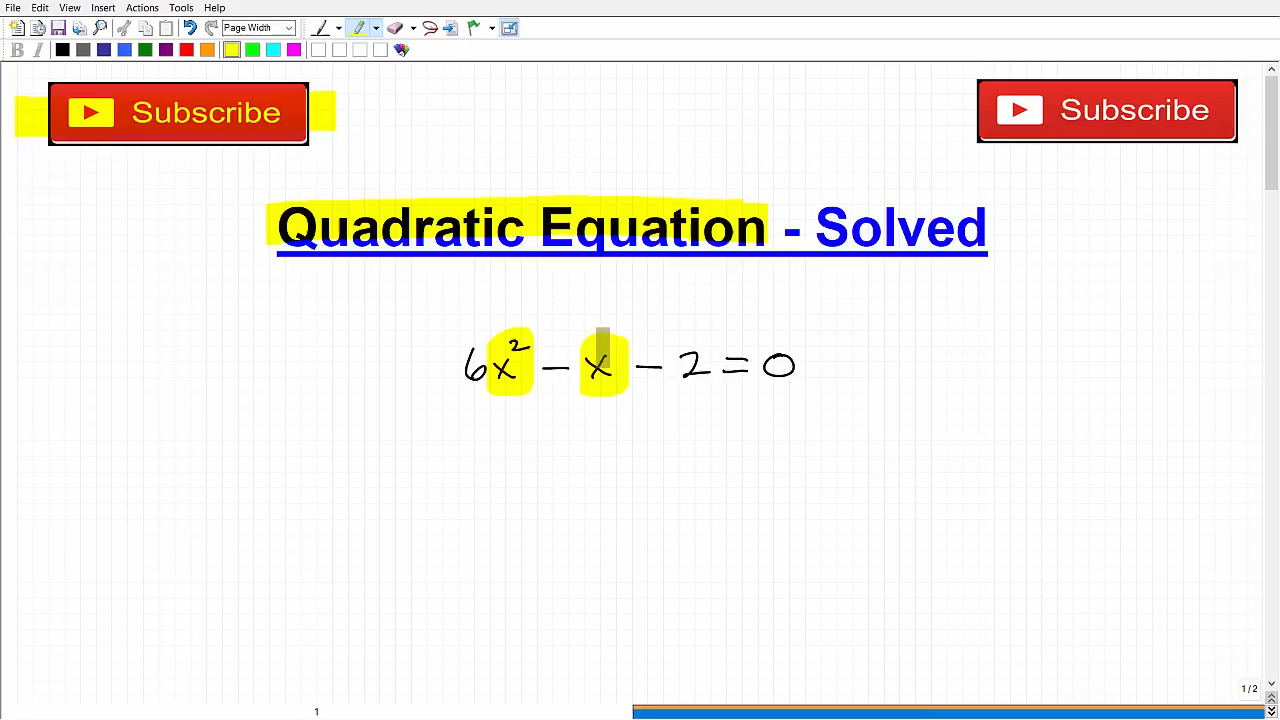 File Edit View Insert Actions Tools Help
Page Width
B I
Subscribe
Subscribe
Quadratic Equation - Solved
6x² - x - 2 = 0
1/2
1